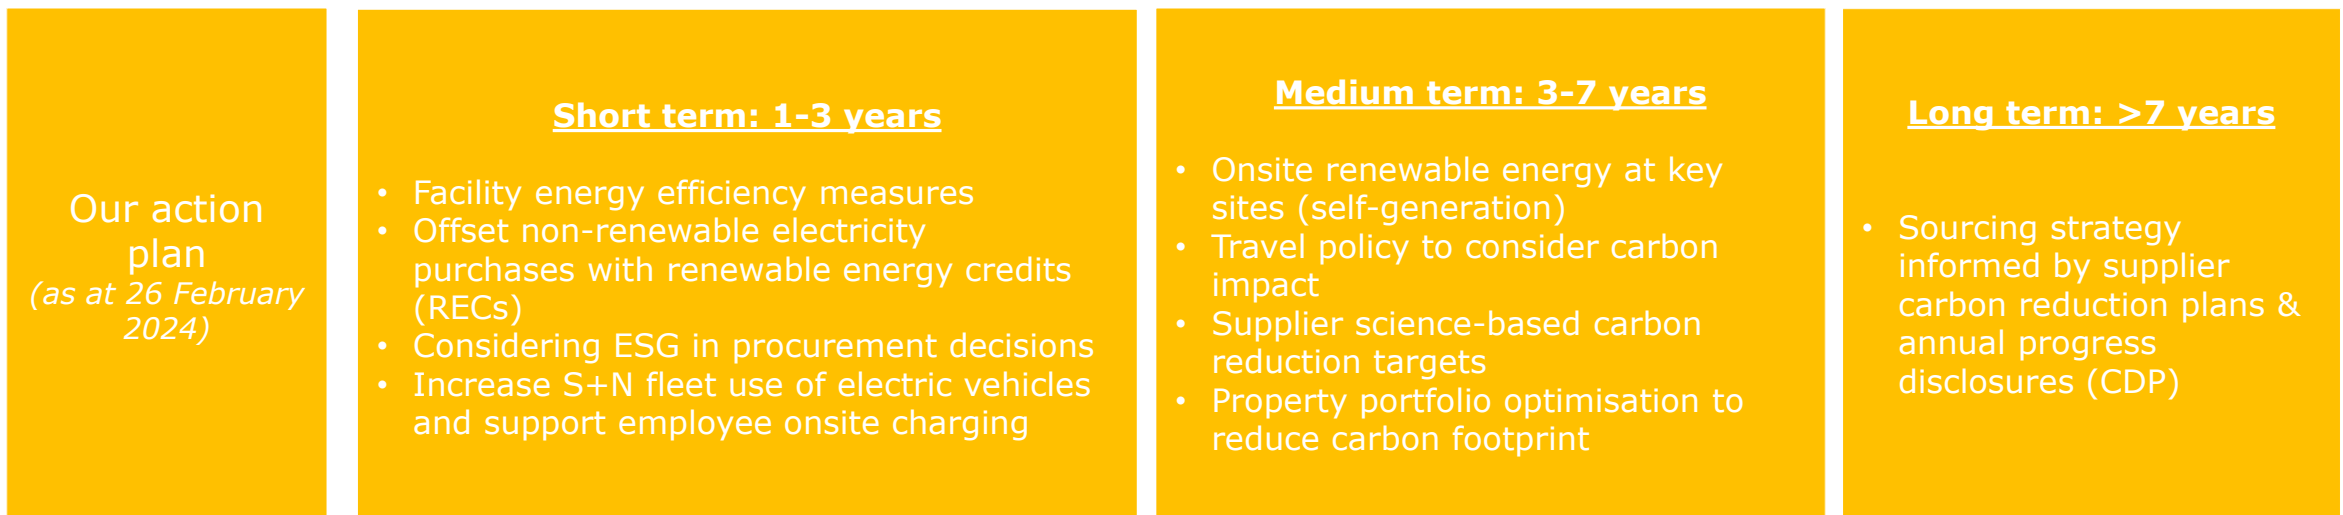 Our action
plan
(as at 26 February
2024)
Short term: 1-3 years
• Facility energy efficiency measures
• Offset non-renewable electricity
purchases with renewable energy credits
(RECs)
• Considering ESG in procurement decisions
• Increase S+N fleet use of electric vehicles
and support employee onsite charging
Medium term: 3-7 years
• Onsite renewable energy at key
sites (self-generation)
• Travel policy to consider carbon
impact
• Supplier science-based carbon
reduction targets
• Property portfolio optimisation to
reduce carbon footprint
Long term: >7 years
• Sourcing strategy
informed by supplier
carbon reduction plans &
annual progress
disclosures (CDP)